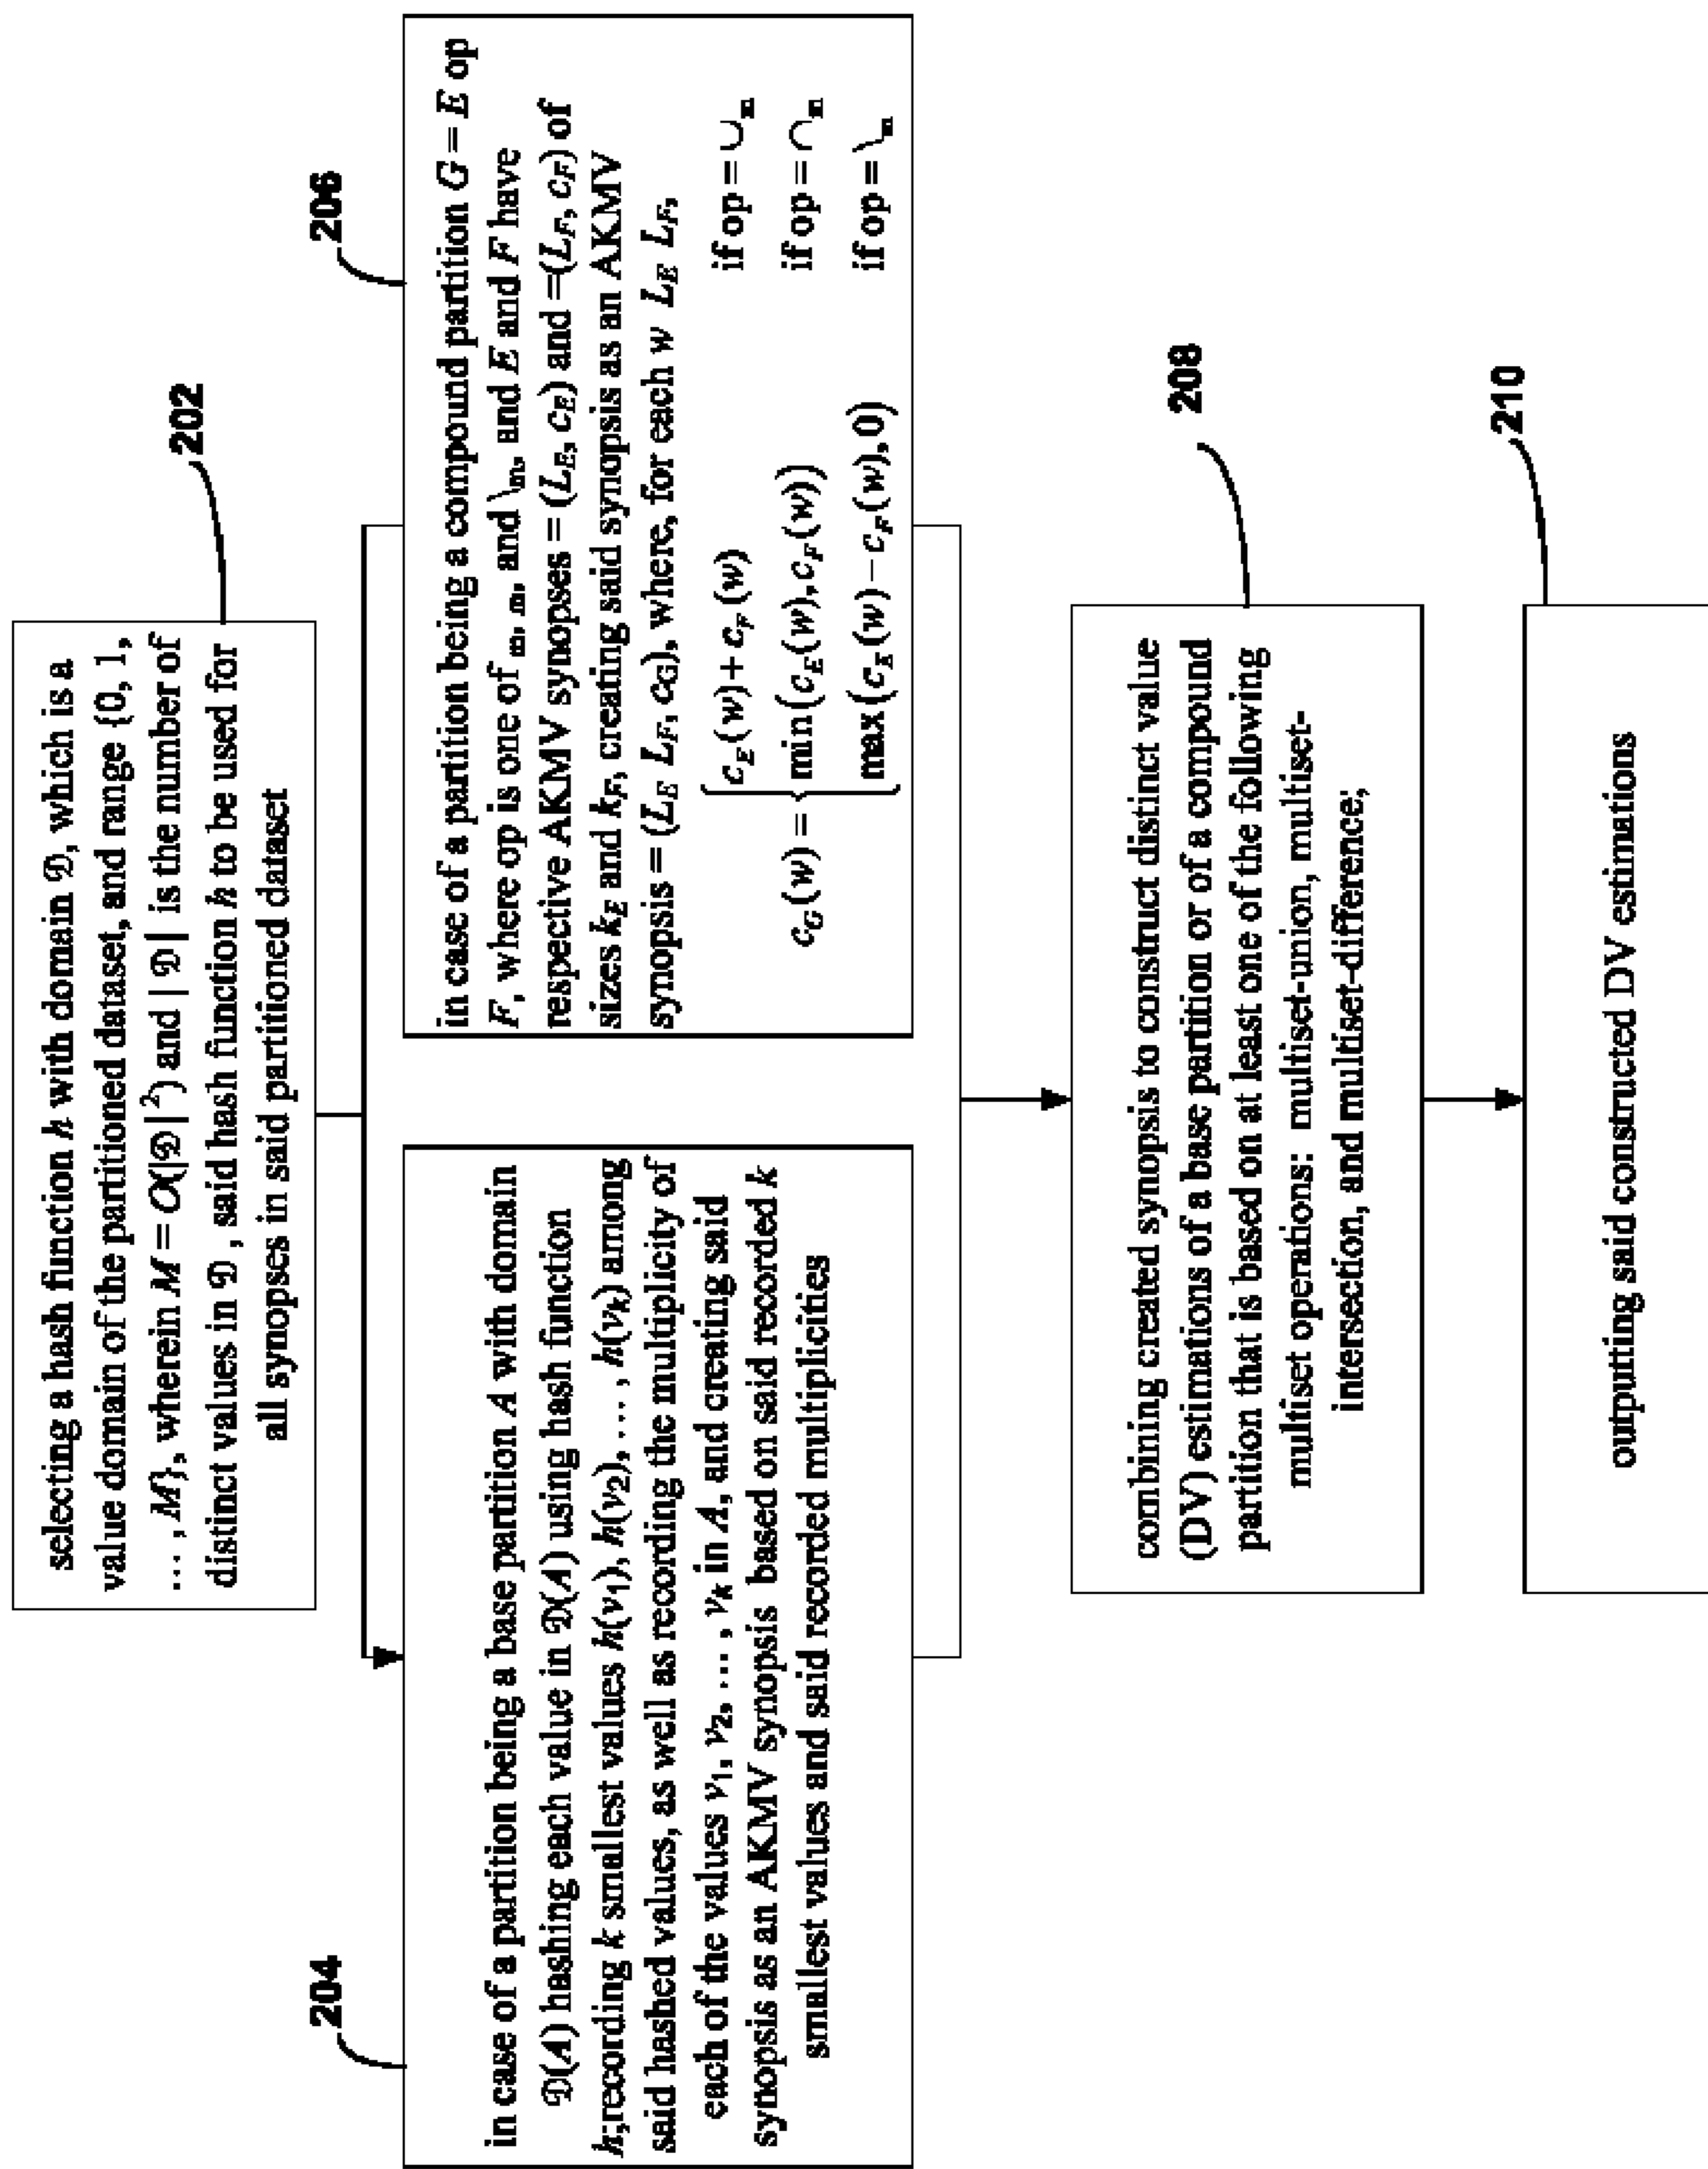 selecting a hash function h with domain 𝔇, which is a
value domain of the partitioned dataset, and range {0, 1,
…, M}, wherein M = O(|𝔇|²) and |𝔇| is the number of
distinct values in 𝔇, said hash function h to be used for
all synopses in said partitioned dataset
202
204
in case of a partition being a base partition A with domain
𝔇(A) hashing each value in 𝔇(A) using hash function
h; recording k smallest values h(v₁), h(v₂), … , h(vₖ) among
said hashed values, as well as recording the multiplicity of
each of the values v₁, v₂, … , vₖ in A, and creating said
synopsis as an AKMV synopsis based on said recorded k
smallest values and said recorded multiplicities
206
in case of a partition being a compound partition G = E op
F, where op is one of ₘ, ₘ, and \ₘ, and E and F have
respective AKMV synopses = (L_E, c_E) and =(L_F, c_F) of
sizes k_E and k_F, creating said synopsis as an AKMV
synopsis = (L_E L_F, c_G), where, for each w L_E L_F,
c_E(w) + c_F(w) if op = ∪ₘ
c_G(w) = { min(c_E(w), c_F(w)) if op = ∩ₘ
max(c_E(w) − c_F(w), 0) if op = \ₘ
208
combining created synopsis to construct distinct value
(DV) estimations of a base partition or of a compound
partition that is based on at least one of the following
multiset operations: multiset-union, multiset-
intersection, and multiset-difference;
210
outputting said constructed DV estimations